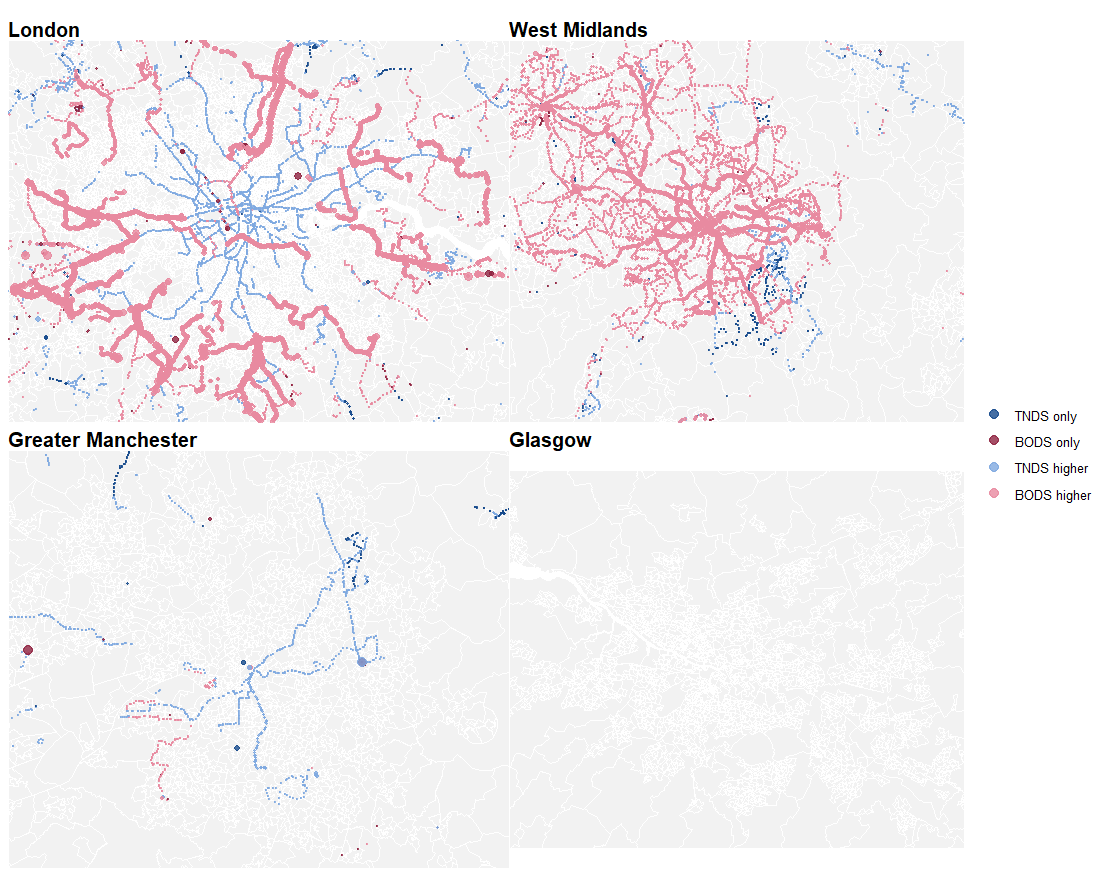 London
West Midlands
Greater Manchester
Glasgow
TNDS only
BODS only
TNDS higher
BODS higher